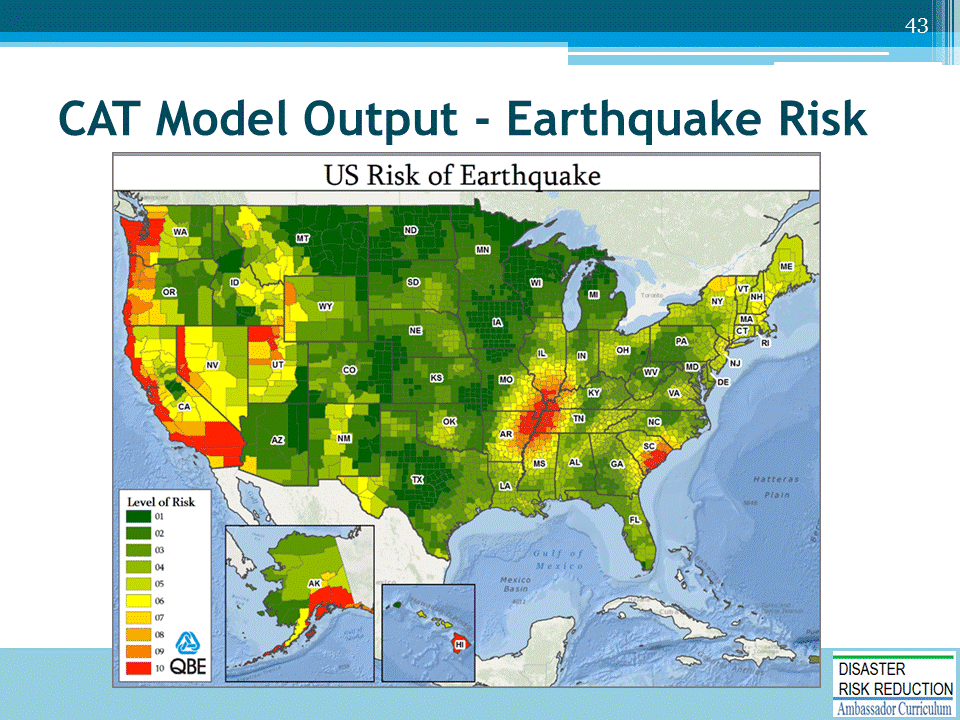 43
CAT Model Output - Earthquake Risk
US Risk of Earthquake
Vancouver
WA
MT
ND
MN
ME
OR
ID
SD
WI
MI
Toronto
VT
NH
NY
WY
MA
CT
RI
IA
NE
PA
NJ
NV
UT
CO
IL
IN
OH
MD
DE
WV
KS
MO
KY
VA
CA
OK
TN
NC
AZ
NM
AR
SC
MS
AL
GA
TX
LA
Hatteras
Plain
FL
Gulf of
Mexico
Mexico
Basin
Level of Risk
01
02
03
04
05
06
07
08
09
10
QBE
AK
HI
DISASTER
RISK REDUCTION
Ambassador Curriculum